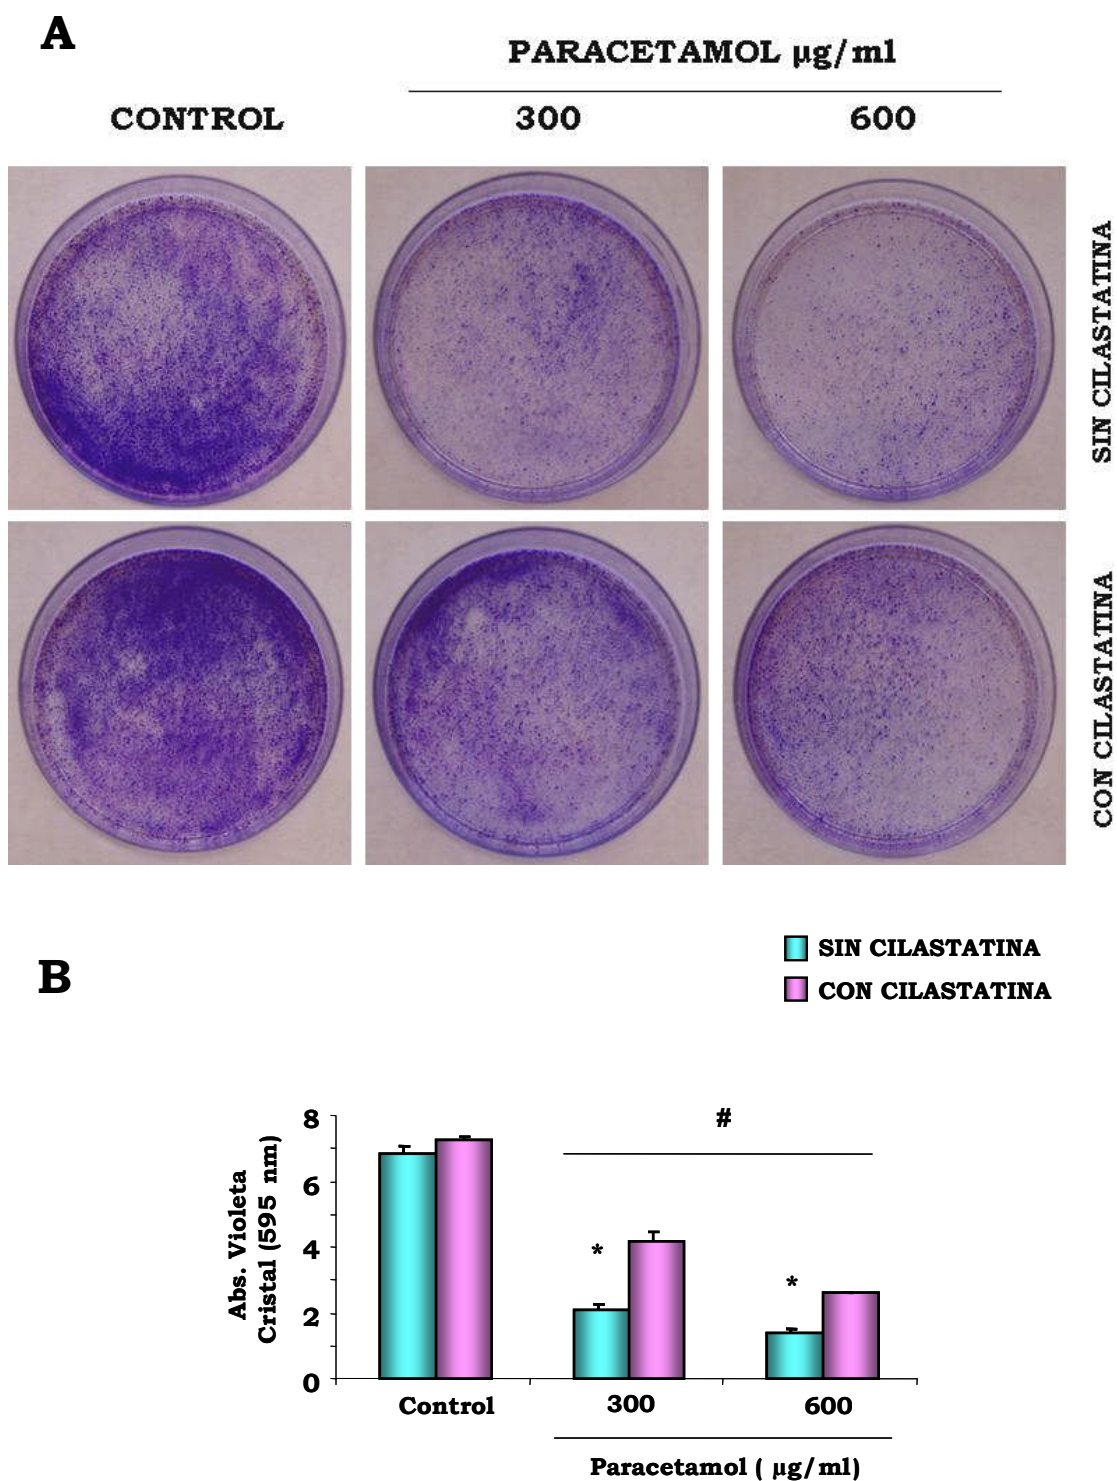 A
PARACETAMOL µg/ml
CONTROL 300 600
SIN CILASTATINA
CON CILASTATINA
B
SIN CILASTATINA
CON CILASTATINA
Abs. Violeta
Cristal (595 nm)
8
6
4
2
0
#
*
*
Control 300 600
Paracetamol ( µg/ml)